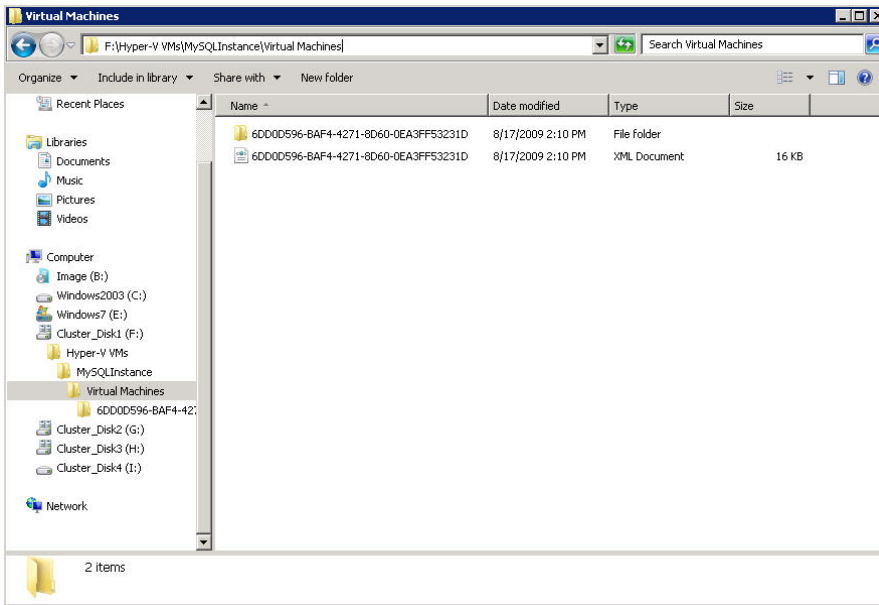 Virtual Machines
F:\Hyper-V VMs\MySQLInstance\Virtual Machines
Search Virtual Machines
Organize
Include in library
Share with
New folder
Recent Places
Libraries
Documents
Music
Pictures
Videos
Computer
Image (B:)
Windows2003 (C:)
Windows7 (E:)
Cluster_Disk1 (F:)
Hyper-V VMs
MySQLInstance
Virtual Machines
6DD0D596-BAF4-427
Cluster_Disk2 (G:)
Cluster_Disk3 (H:)
Cluster_Disk4 (I:)
Network
Name Date modified Type Size
6DD0D596-BAF4-4271-8D60-0EA3FF53231D 8/17/2009 2:10 PM File folder
6DD0D596-BAF4-4271-8D60-0EA3FF53231D 8/17/2009 2:10 PM XML Document 16 KB
2 items